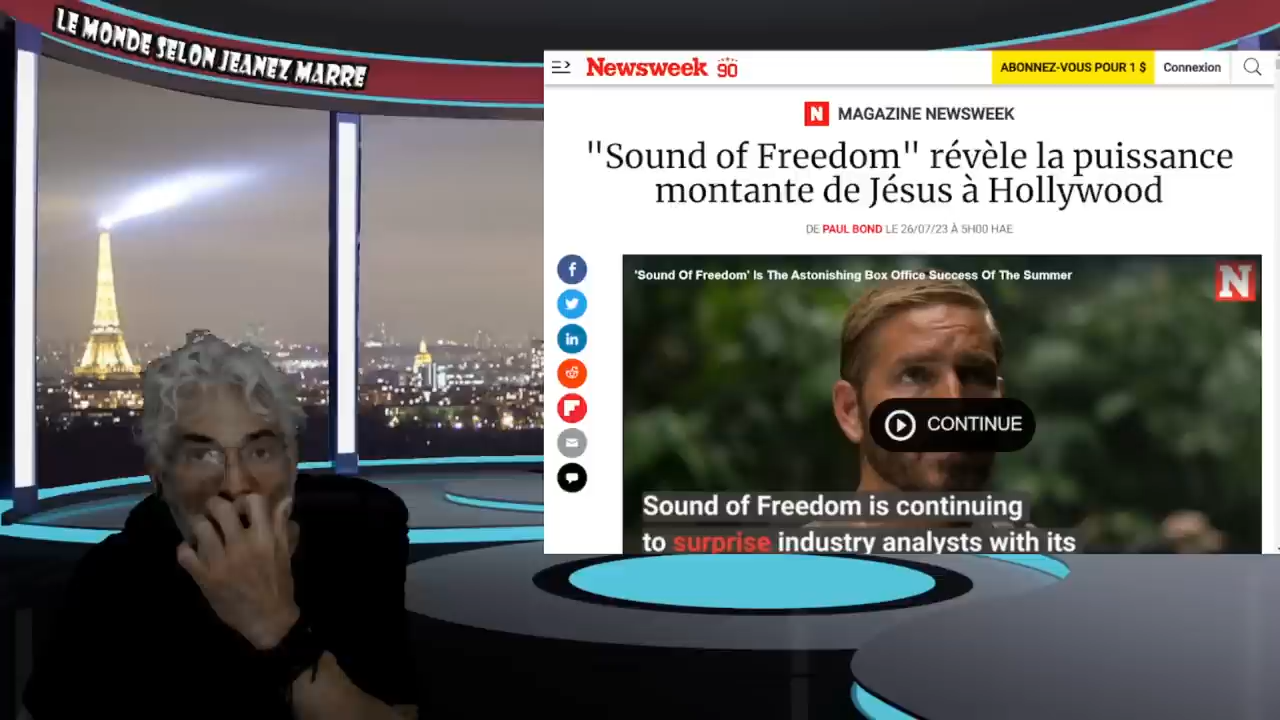 LE MONDE SELON JEANEZ MARRE
Newsweek 90
ABONNEZ-VOUS POUR 1 $
Connexion
N MAGAZINE NEWSWEEK
"Sound of Freedom" révèle la puissance
montante de Jésus à Hollywood
DE PAUL BOND LE 26/07/23 À 5H00 HAE
'Sound Of Freedom' Is The Astonishing Box Office Success Of The Summer
N
CONTINUE
Sound of Freedom is continuing
to surprise industry analysts with its